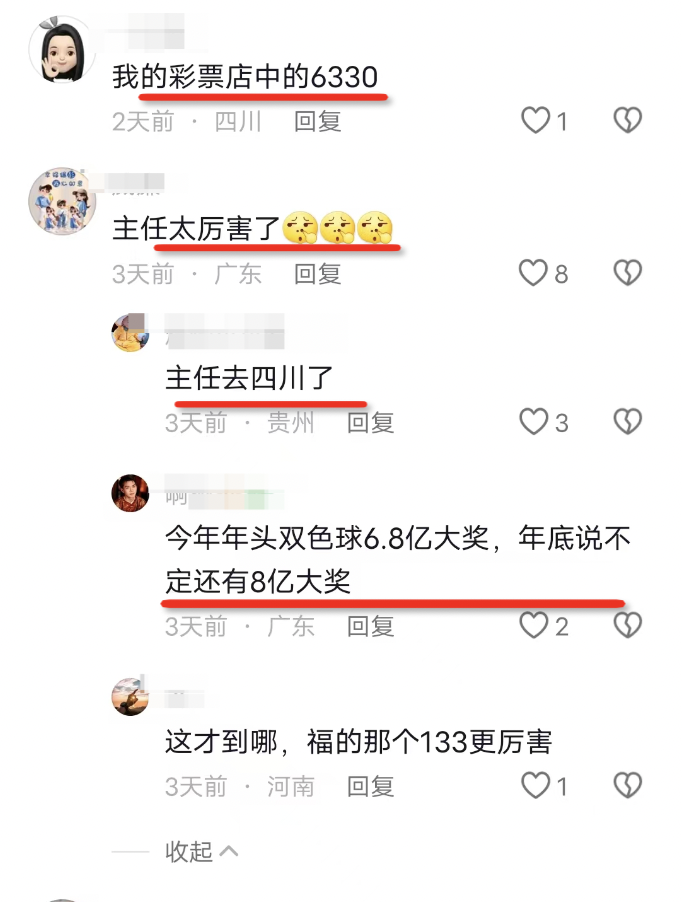 我的彩票店中的6330
2天前 · 四川 回复 1
主任太厉害了
3天前 · 广东 回复 8
主任去四川了
3天前 · 贵州 回复 3
啊
今年年头双色球6.8亿大奖，年底说不
定还有8亿大奖
3天前 · 广东 回复 2
这才到哪，福的那个133更厉害
3天前 · 河南 回复 1
收起